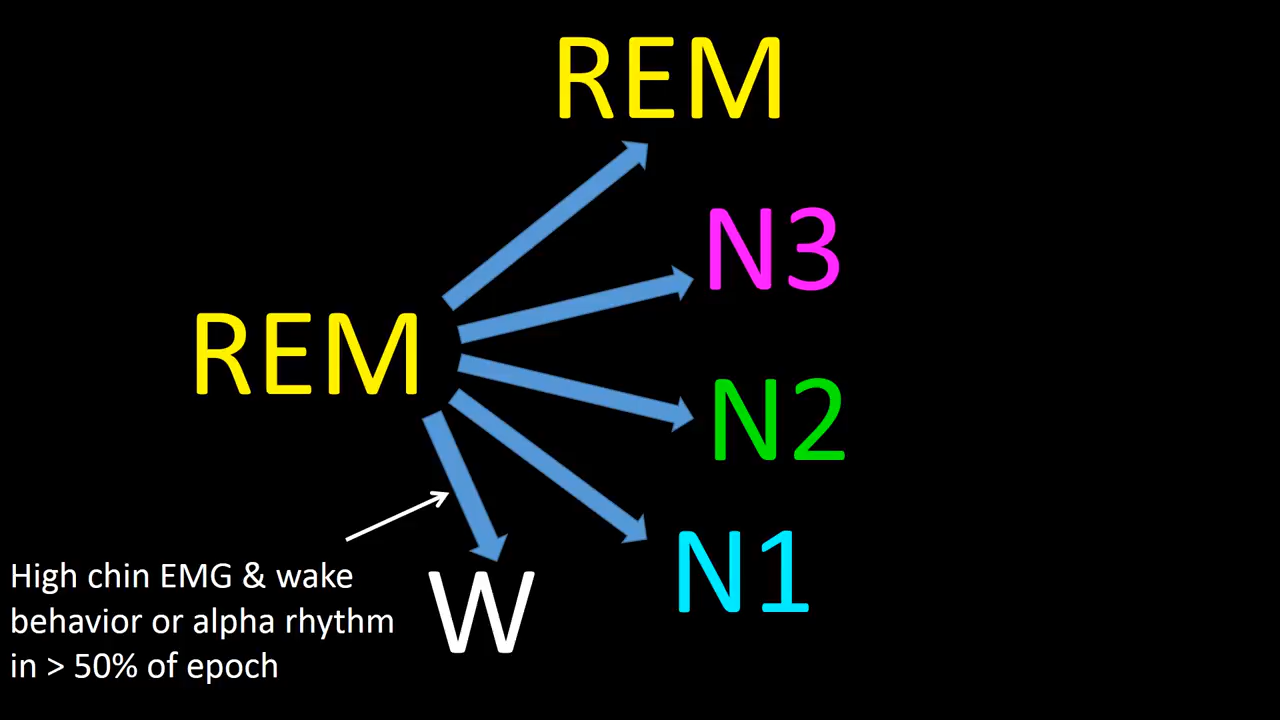 REM
N3
REM
N2
N1
High chin EMG & wake
behavior or alpha rhythm
in > 50% of epoch
W